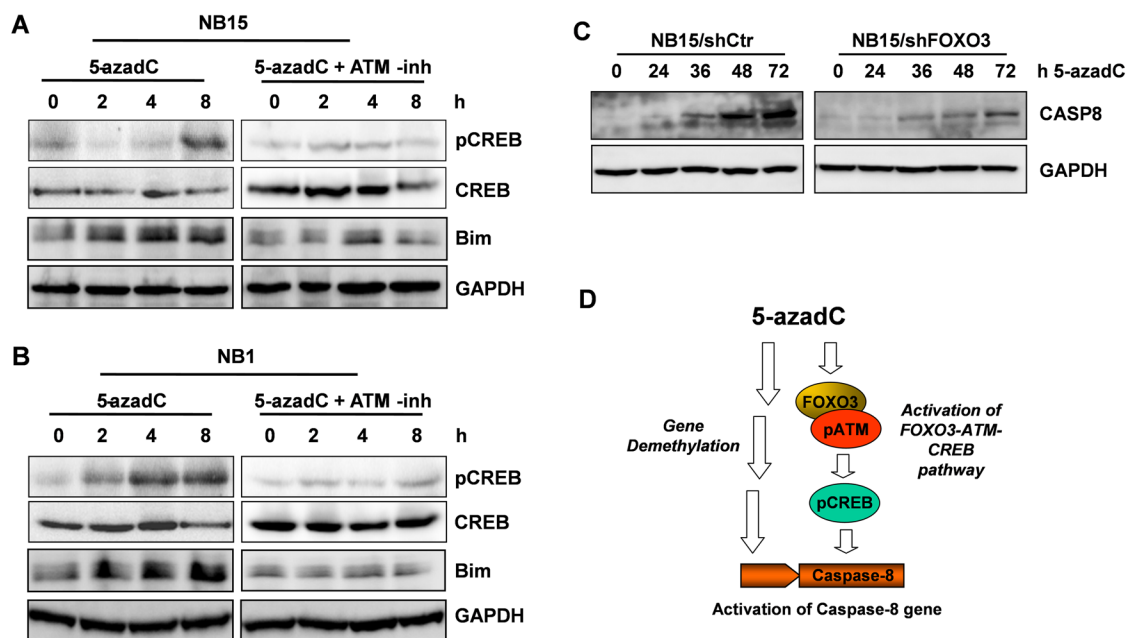 A
NB15
5-azadC
5-azadC + ATM -inh
0 2 4 8 0 2 4 8 h
pCREB
CREB
Bim
GAPDH
B
NB1
5-azadC
5-azadC + ATM -inh
0 2 4 8 0 2 4 8 h
pCREB
CREB
Bim
GAPDH
C
NB15/shCtr
NB15/shFOXO3
0 24 36 48 72 0 24 36 48 72 h 5-azadC
CASP8
GAPDH
D
5-azadC
Gene
Demethylation
FOXO3
pATM
pCREB
Activation of
FOXO3-ATM-
CREB
pathway
Caspase-8
Activation of Caspase-8 gene